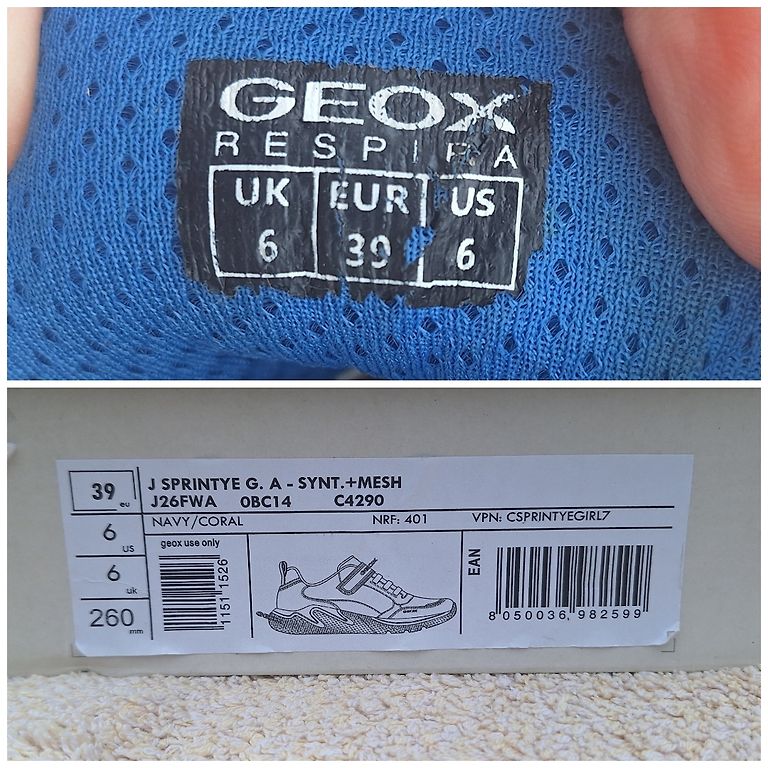 GEOX
RESPIRA
UK EUR US
6 39 6
39 eu
6 us
6 uk
260 mm
J SPRINTYE G. A - SYNT.+MESH
J26FWA 0BC14 C4290
NAVY/CORAL NRF: 401 VPN: CSPRINTYEGIRL7
geox use only
1151 1526
EAN
8 050036 982599